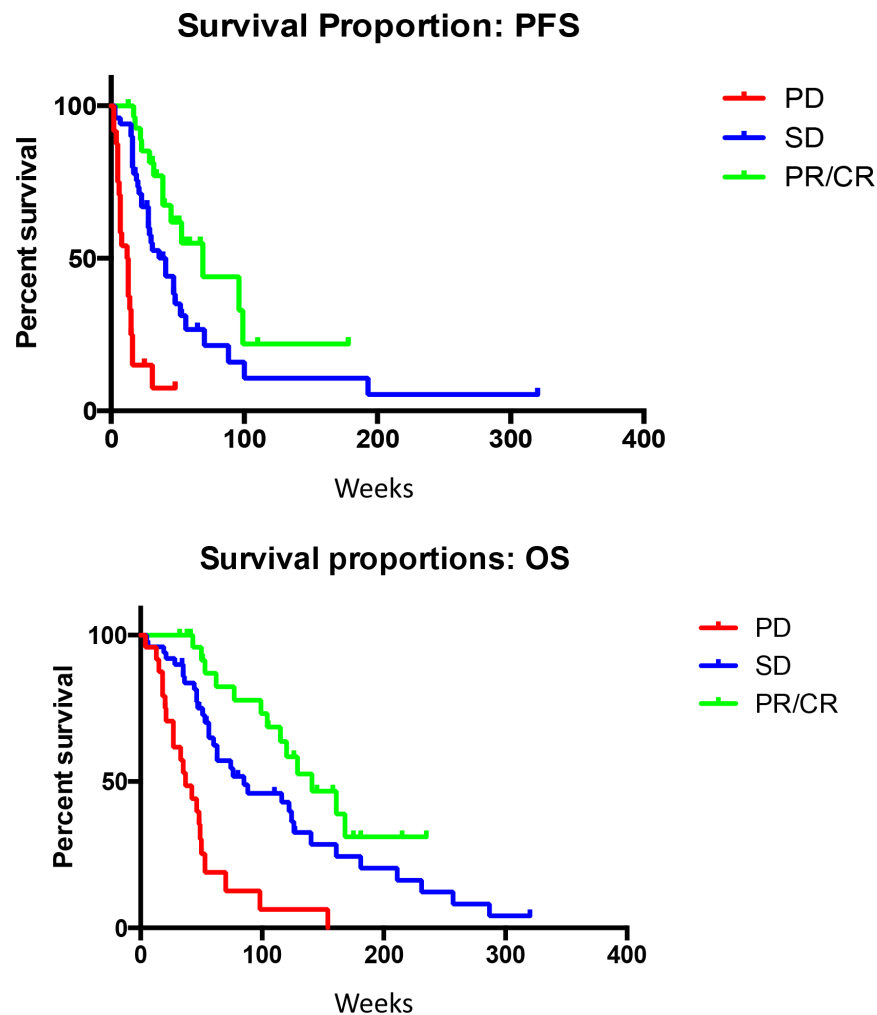 Survival Proportion: PFS
Percent survival
100
50
0
0 100 200 300 400
Weeks
PD
SD
PR/CR
Survival proportions: OS
Percent survival
100
50
0
0 100 200 300 400
Weeks
PD
SD
PR/CR